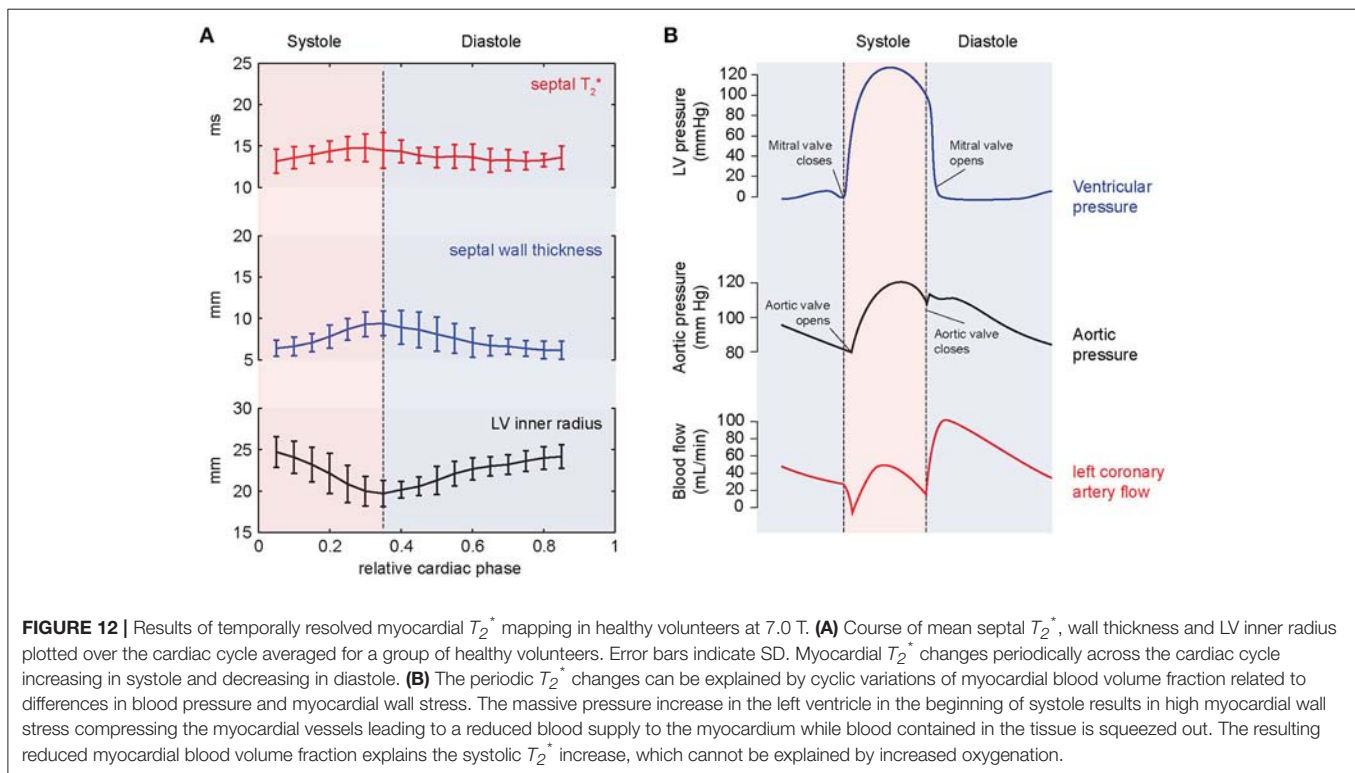 A
Systole
Diastole
25
20
15
10
ms
septal T2*
20
15
10
5
mm
septal wall thickness
30
25
20
15
mm
LV inner radius
0
0.2
0.4
0.6
0.8
1
relative cardiac phase
B
Systole
Diastole
120
100
80
60
40
20
0
LV pressure
(mmHg)
Mitral valve
closes
Mitral valve
opens
Ventricular
pressure
120
100
80
Aortic pressure
(mm Hg)
Aortic valve
opens
Aortic valve
closes
Aortic
pressure
100
80
60
40
20
0
Blood flow
(mL/min)
left coronary
artery flow
FIGURE 12 | Results of temporally resolved myocardial T2* mapping in healthy volunteers at 7.0 T. (A) Course of mean septal T2*, wall thickness and LV inner radius
plotted over the cardiac cycle averaged for a group of healthy volunteers. Error bars indicate SD. Myocardial T2* changes periodically across the cardiac cycle
increasing in systole and decreasing in diastole. (B) The periodic T2* changes can be explained by cyclic variations of myocardial blood volume fraction related to
differences in blood pressure and myocardial wall stress. The massive pressure increase in the left ventricle in the beginning of systole results in high myocardial wall
stress compressing the myocardial vessels leading to a reduced blood supply to the myocardium while blood contained in the tissue is squeezed out. The resulting
reduced myocardial blood volume fraction explains the systolic T2* increase, which cannot be explained by increased oxygenation.